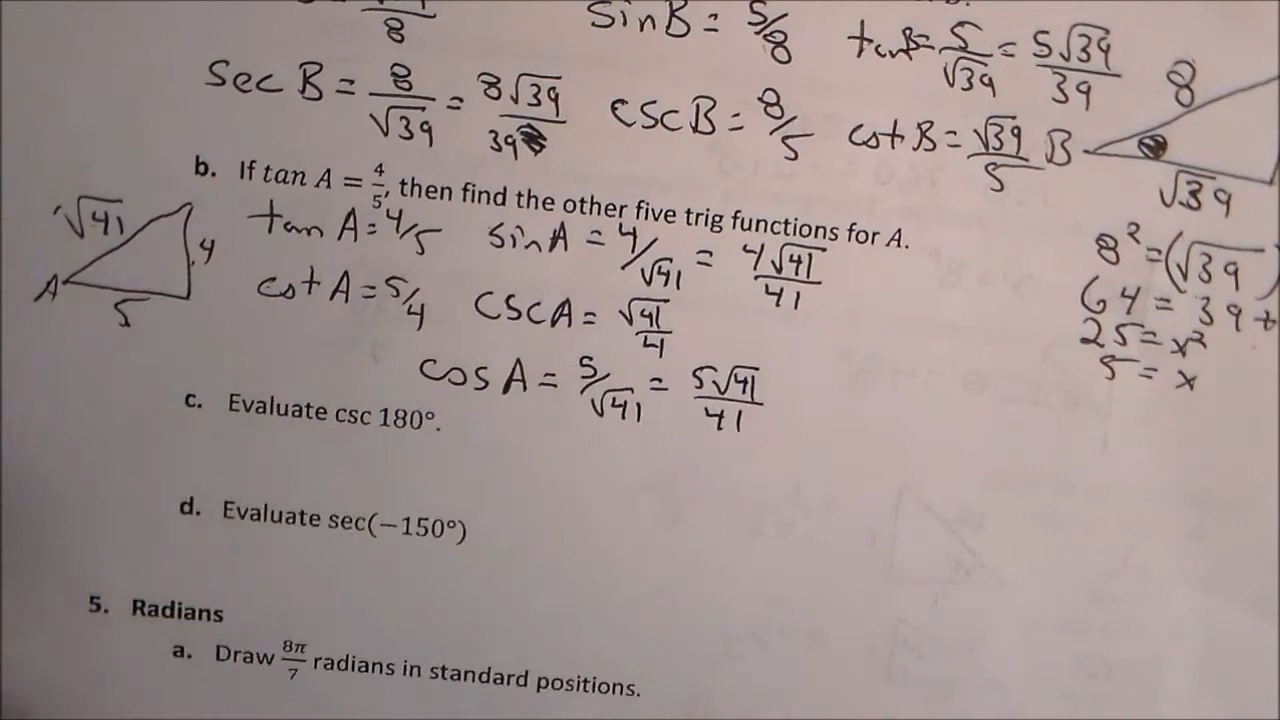 8
sin B = 5/8
tan B = 5/√39 = 5√39/39
8
sec B = 8/√39 = 8√39/39
csc B = 8/5
cot B = √39/5
B
√39
b. If tan A = 4/5, then find the other five trig functions for A.
√41
4
A
5
tan A = 4/5
sin A = 4/√41 = 4√41/41
cot A = 5/4
csc A = √41/4
cos A = 5/√41 = 5√41/41
8² = (√39)
64 = 39 +
25 = x²
5 = x
c. Evaluate csc 180°.
d. Evaluate sec(−150°)
5. Radians
a. Draw 8π/7 radians in standard positions.